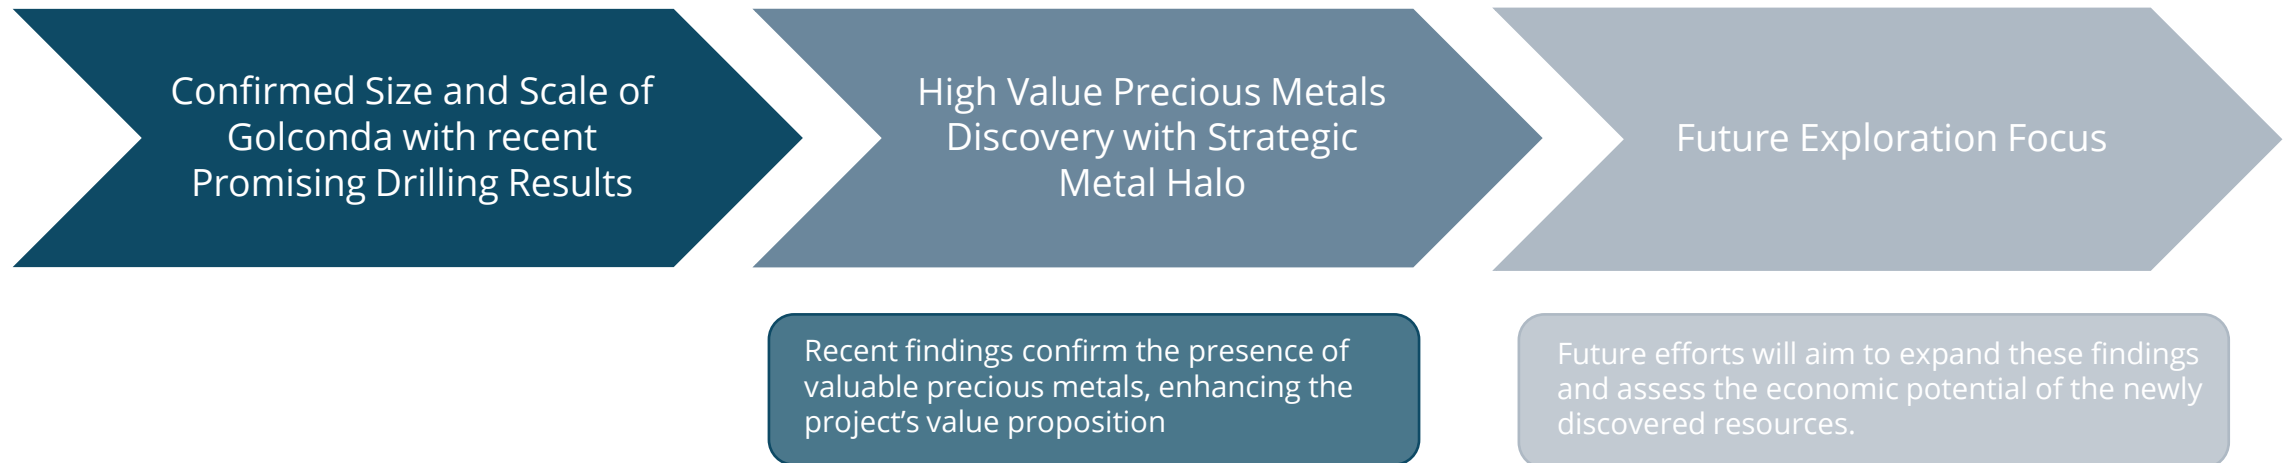 Confirmed Size and Scale of
Golconda with recent
Promising Drilling Results
High Value Precious Metals
Discovery with Strategic
Metal Halo
Future Exploration Focus
Recent findings confirm the presence of
valuable precious metals, enhancing the
project’s value proposition
Future efforts will aim to expand these findings
and assess the economic potential of the newly
discovered resources.